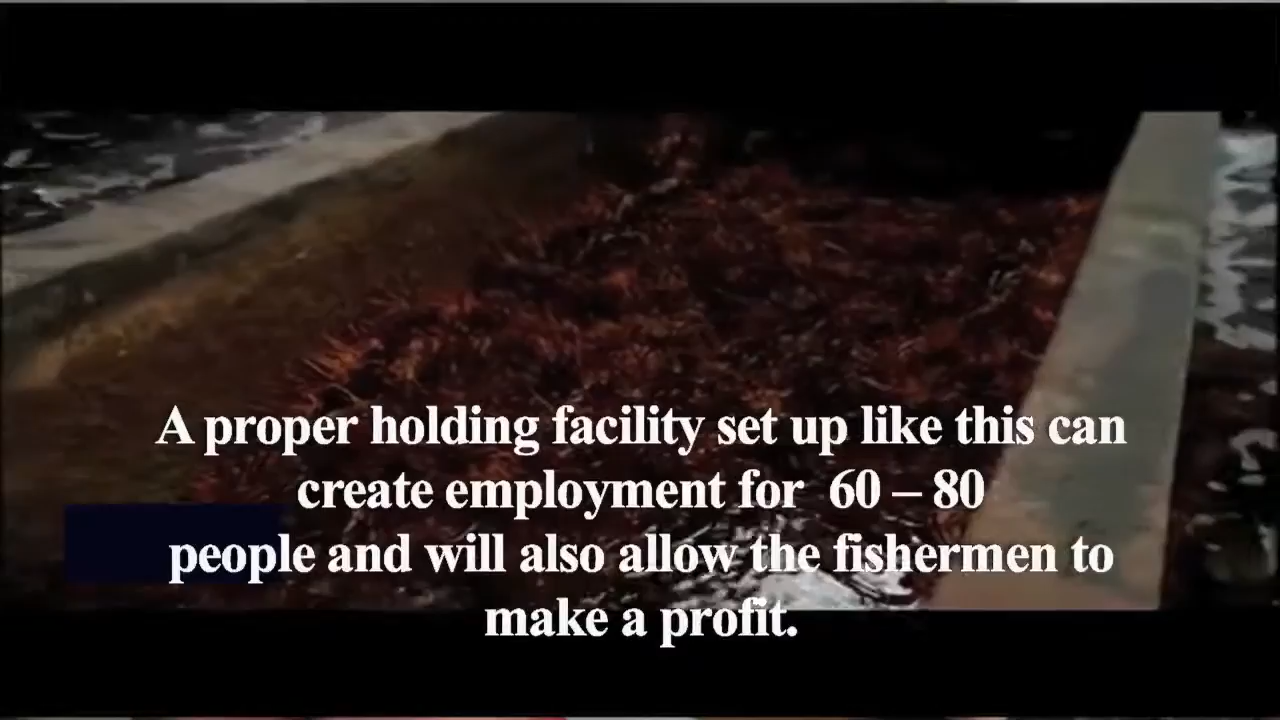 A proper holding facility set up like this can
create employment for 60 – 80
people and will also allow the fishermen to
make a profit.